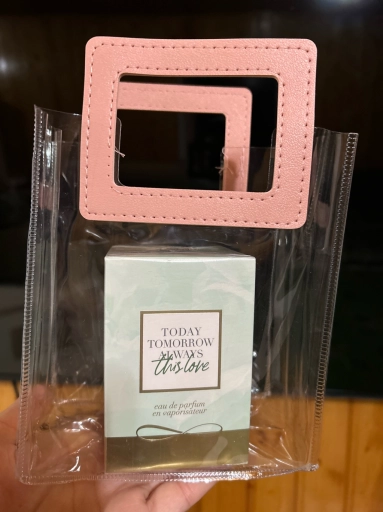 TODAY
TOMORROW
ALWAYS
this love
eau de parfum
en vaporisateur